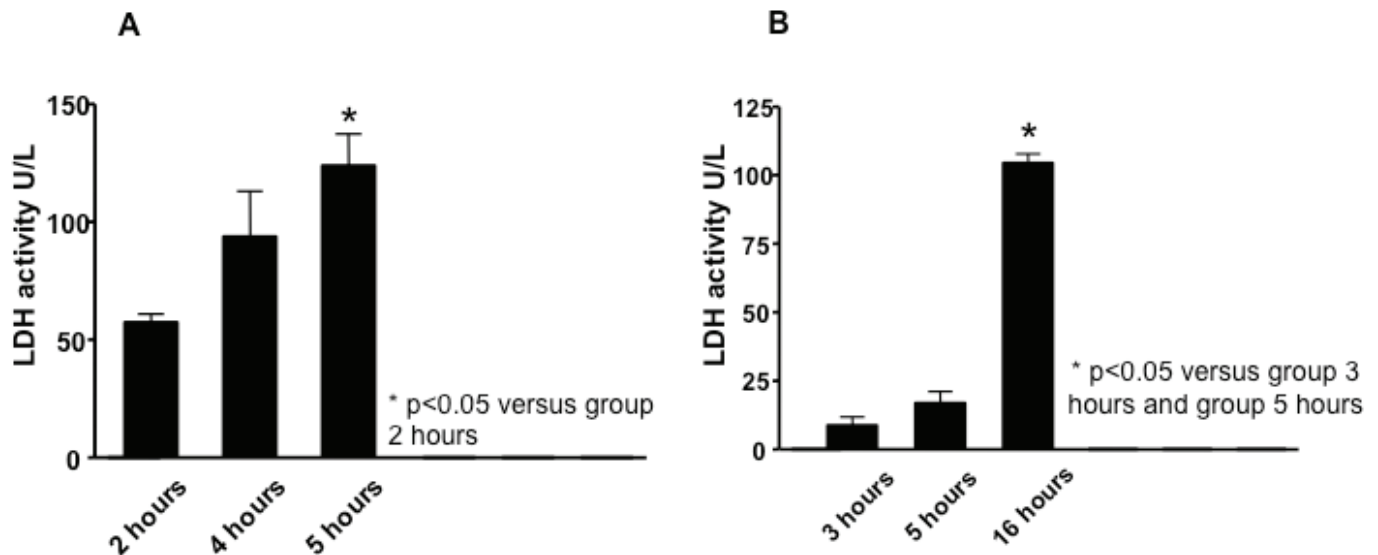 A
LDH activity U/L
150
100
50
0
*
* p<0.05 versus group
2 hours
2 hours
4 hours
5 hours
B
LDH activity U/L
125
100
75
50
25
0
*
* p<0.05 versus group 3
hours and group 5 hours
3 hours
5 hours
16 hours